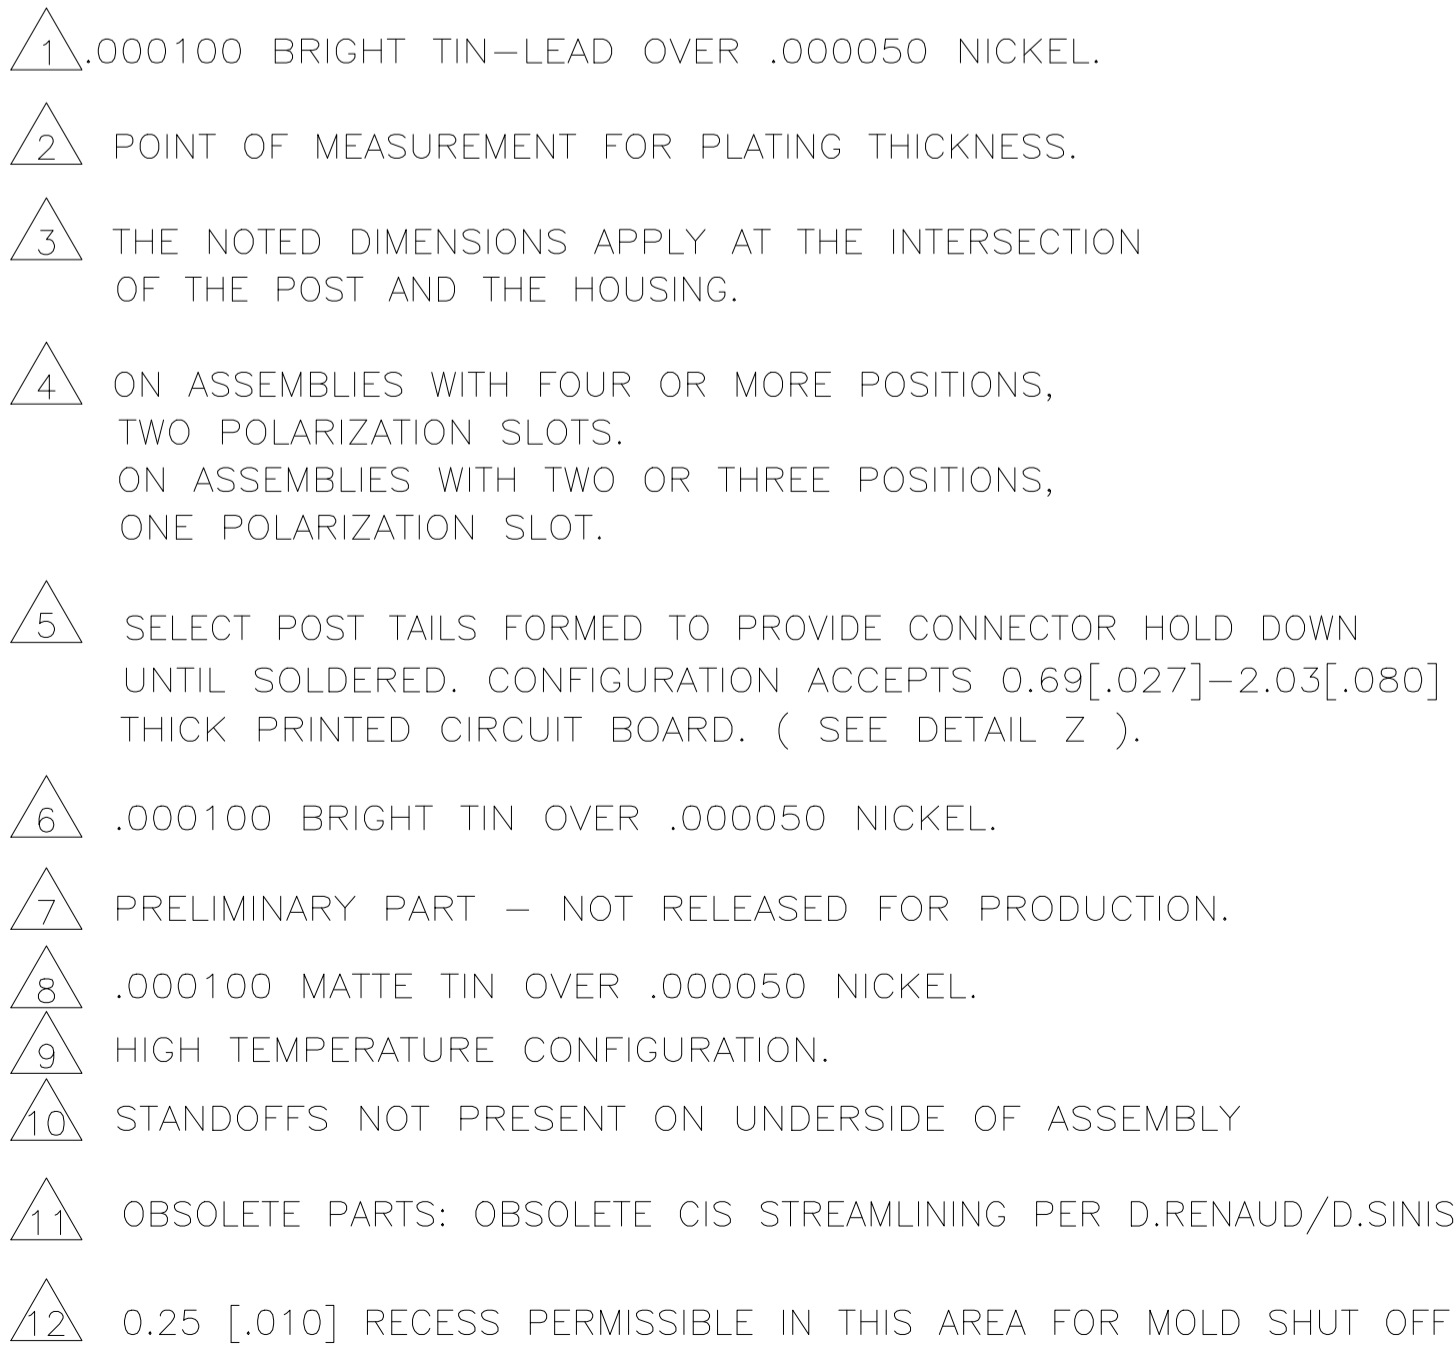 1 .000100 BRIGHT TIN-LEAD OVER .000050 NICKEL.
2 POINT OF MEASUREMENT FOR PLATING THICKNESS.
3 THE NOTED DIMENSIONS APPLY AT THE INTERSECTION
OF THE POST AND THE HOUSING.
4 ON ASSEMBLIES WITH FOUR OR MORE POSITIONS,
TWO POLARIZATION SLOTS.
ON ASSEMBLIES WITH TWO OR THREE POSITIONS,
ONE POLARIZATION SLOT.
5 SELECT POST TAILS FORMED TO PROVIDE CONNECTOR HOLD DOWN
UNTIL SOLDERED. CONFIGURATION ACCEPTS 0.69[.027]-2.03[.080]
THICK PRINTED CIRCUIT BOARD. ( SEE DETAIL Z ).
6 .000100 BRIGHT TIN OVER .000050 NICKEL.
7 PRELIMINARY PART - NOT RELEASED FOR PRODUCTION.
8 .000100 MATTE TIN OVER .000050 NICKEL.
9 HIGH TEMPERATURE CONFIGURATION.
10 STANDOFFS NOT PRESENT ON UNDERSIDE OF ASSEMBLY
11 OBSOLETE PARTS: OBSOLETE CIS STREAMLINING PER D.RENAUD/D.SINIS
12 0.25 [.010] RECESS PERMISSIBLE IN THIS AREA FOR MOLD SHUT OFF